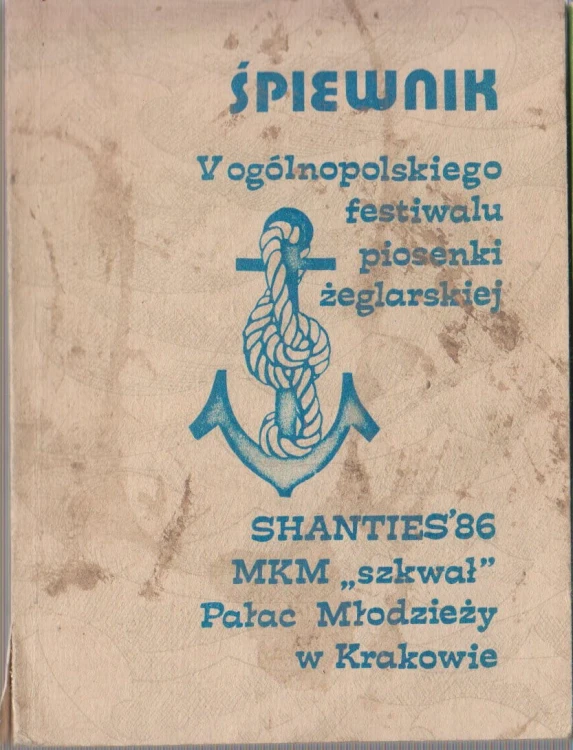 ŚPIEWNIK
V ogólnopolskiego
festiwalu
piosenki
żeglarskiej
SHANTIES'86
MKM „szkwał”
Pałac Młodzieży
w Krakowie